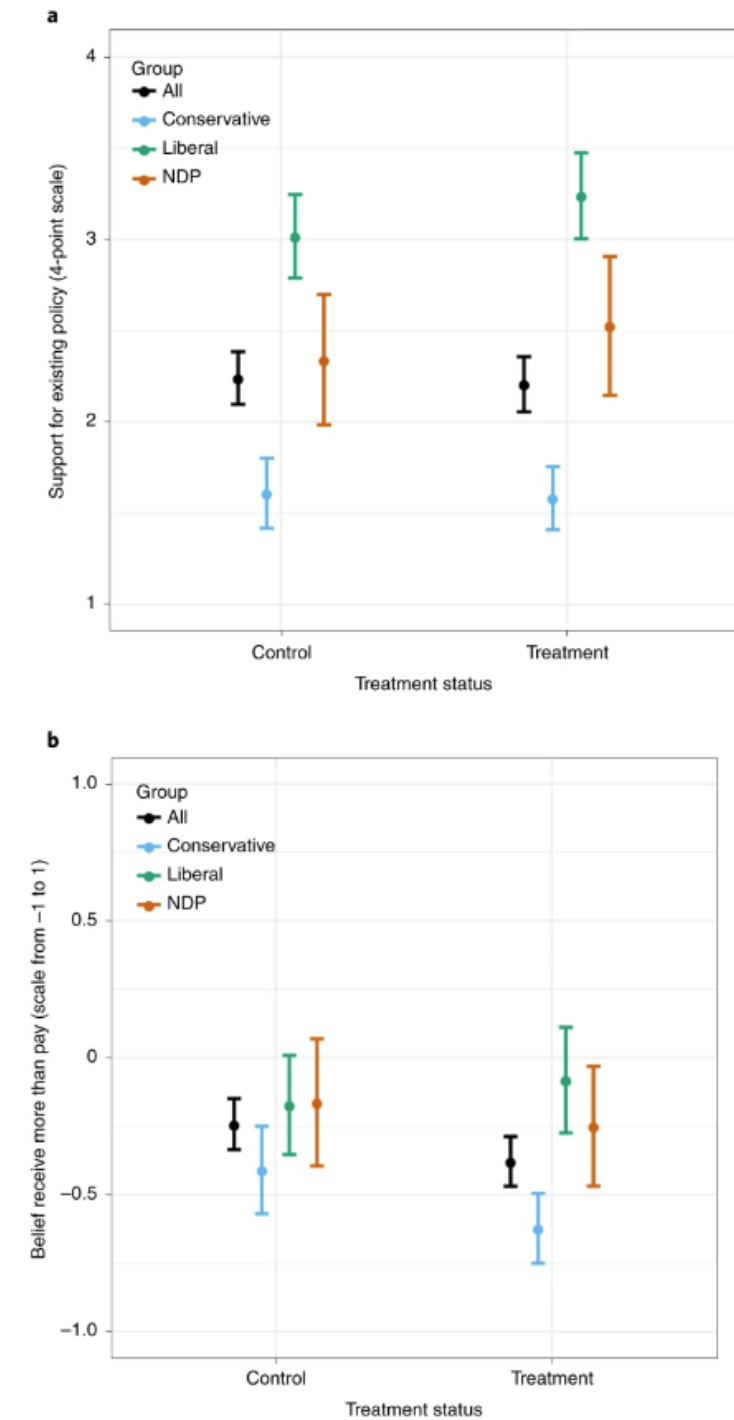 a
4
3
2
1
Support for existing policy (4-point scale)
Group
All
Conservative
Liberal
NDP
Control
Treatment
Treatment status
b
1.0
0.5
0
–0.5
–1.0
Belief receive more than pay (scale from –1 to 1)
Group
All
Conservative
Liberal
NDP
Control
Treatment
Treatment status